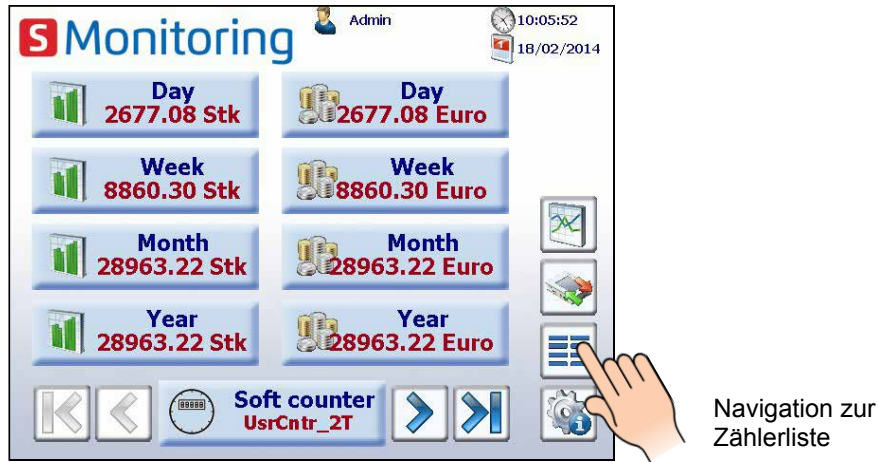 S Monitoring
Admin
10:05:52
18/02/2014
Day
2677.08 Stk
Day
2677.08 Euro
Week
8860.30 Stk
Week
8860.30 Euro
Month
28963.22 Stk
Month
28963.22 Euro
Year
28963.22 Stk
Year
28963.22 Euro
Soft counter
UsrCntr_2T
Navigation zur
Zählerliste